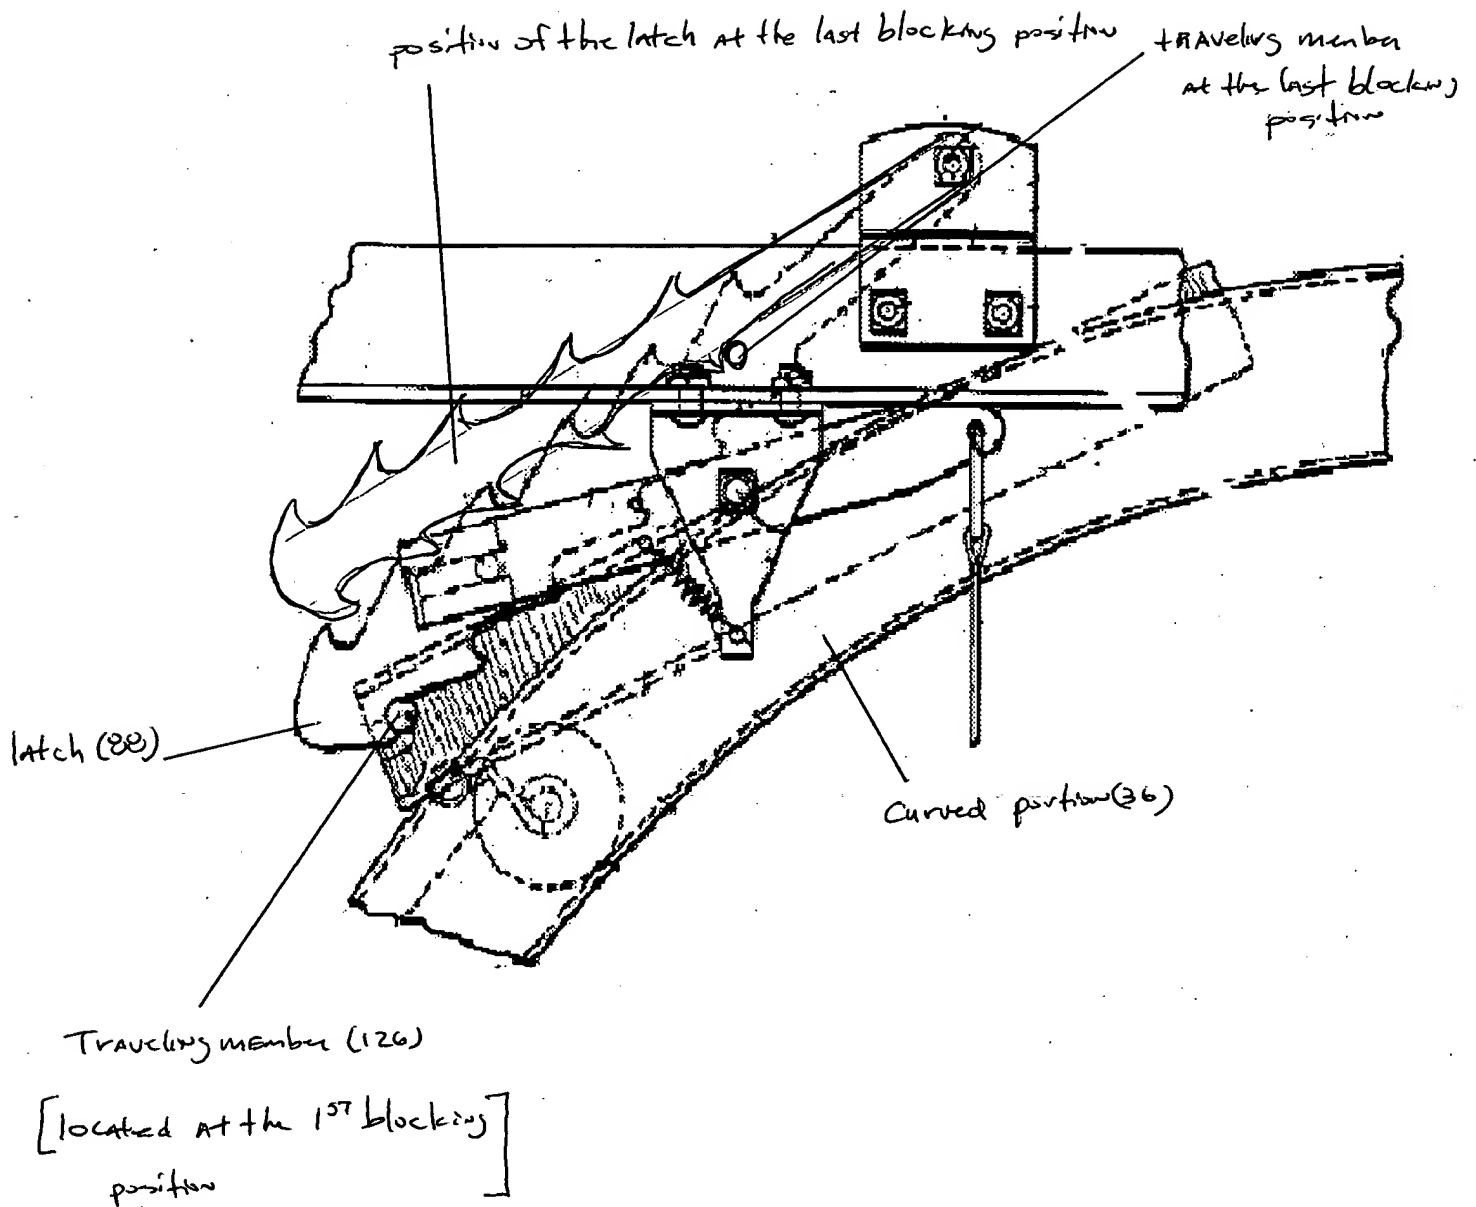 position of the latch at the last blocking position
traveling member
at the last blocking
position
latch (88)
Curved portion (36)
Traveling member (126)
[located at the 1ST blocking]
position